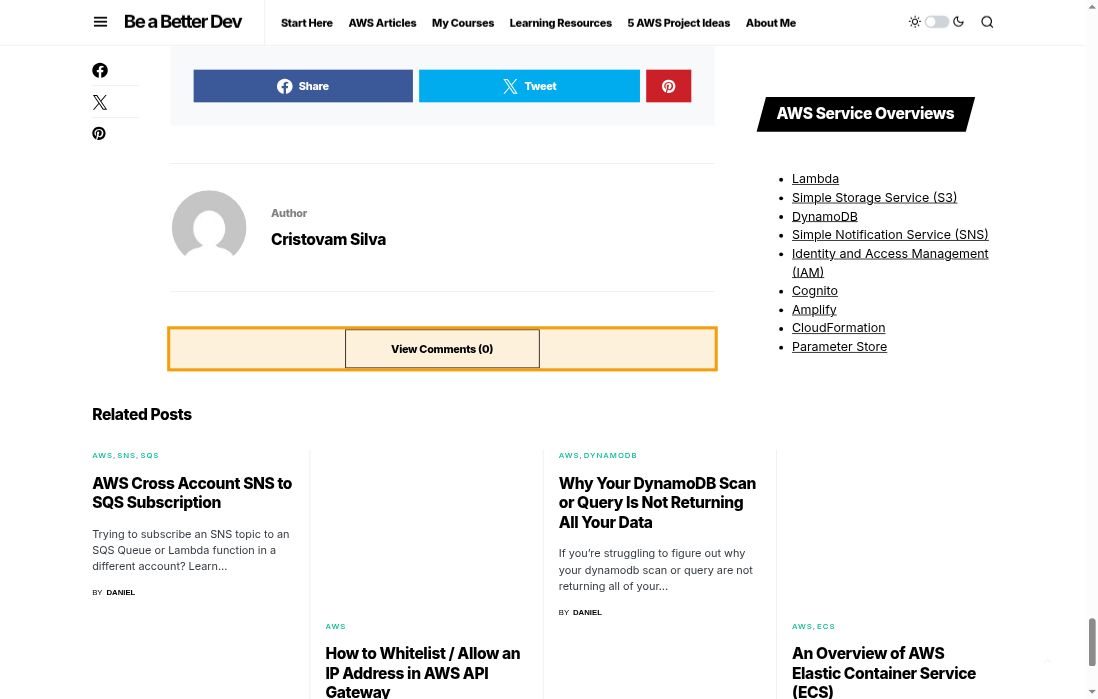 Be a Better Dev
Start Here
AWS Articles
My Courses
Learning Resources
5 AWS Project Ideas
About Me
Share
Tweet
Author
Cristovam Silva
View Comments (0)
AWS Service Overviews
Lambda
Simple Storage Service (S3)
DynamoDB
Simple Notification Service (SNS)
Identity and Access Management
(IAM)
Cognito
Amplify
CloudFormation
Parameter Store
Related Posts
AWS, SNS, SQS
AWS Cross Account SNS to
SQS Subscription
Trying to subscribe an SNS topic to an
SQS Queue or Lambda function in a
different account? Learn...
BY DANIEL
AWS
How to Whitelist / Allow an
IP Address in AWS API
Gateway
AWS, DYNAMODB
Why Your DynamoDB Scan
or Query Is Not Returning
All Your Data
If you're struggling to figure out why
your dynamodb scan or query are not
returning all of your...
BY DANIEL
AWS, ECS
An Overview of AWS
Elastic Container Service
(ECS)